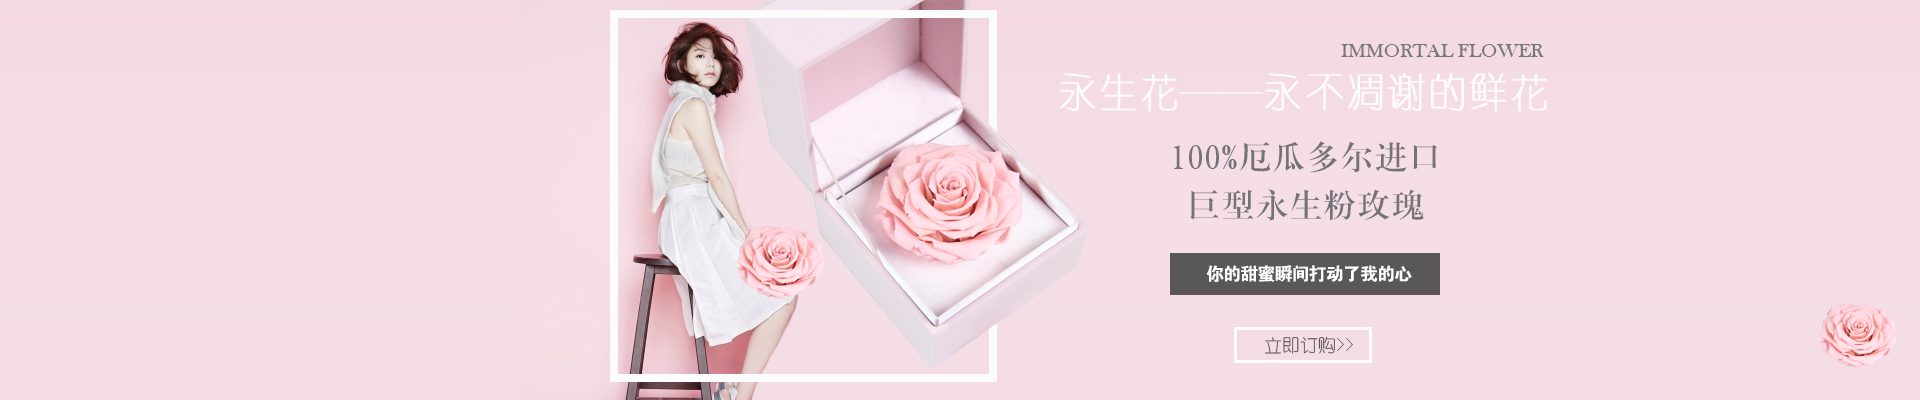 IMMORTAL FLOWER
永生花——永不凋谢的鲜花
100%厄瓜多尔进口
巨型永生粉玫瑰
你的甜蜜瞬间打动了我的心
立即订购>>